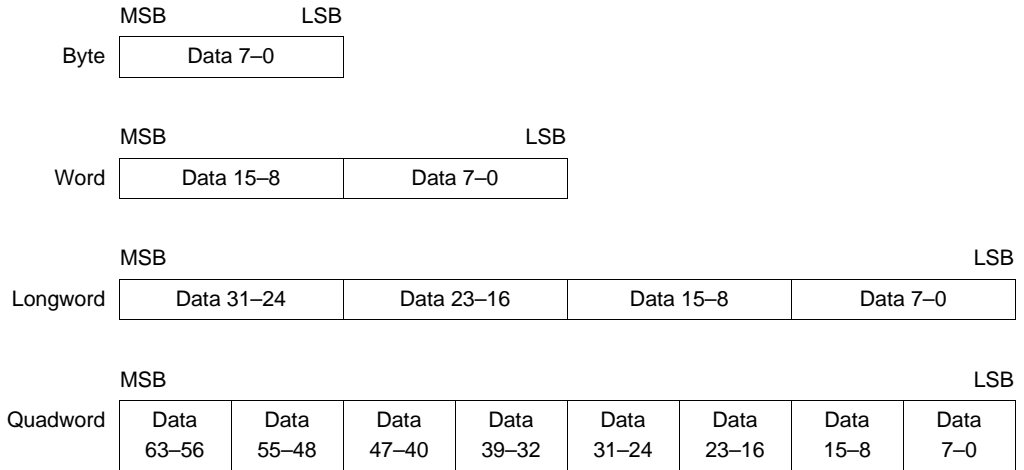 MSB LSB
Byte Data 7–0
MSB LSB
Word Data 15–8 Data 7–0
MSB LSB
Longword Data 31–24 Data 23–16 Data 15–8 Data 7–0
MSB LSB
Quadword Data Data Data Data Data Data Data Data
63–56 55–48 47–40 39–32 31–24 23–16 15–8 7–0